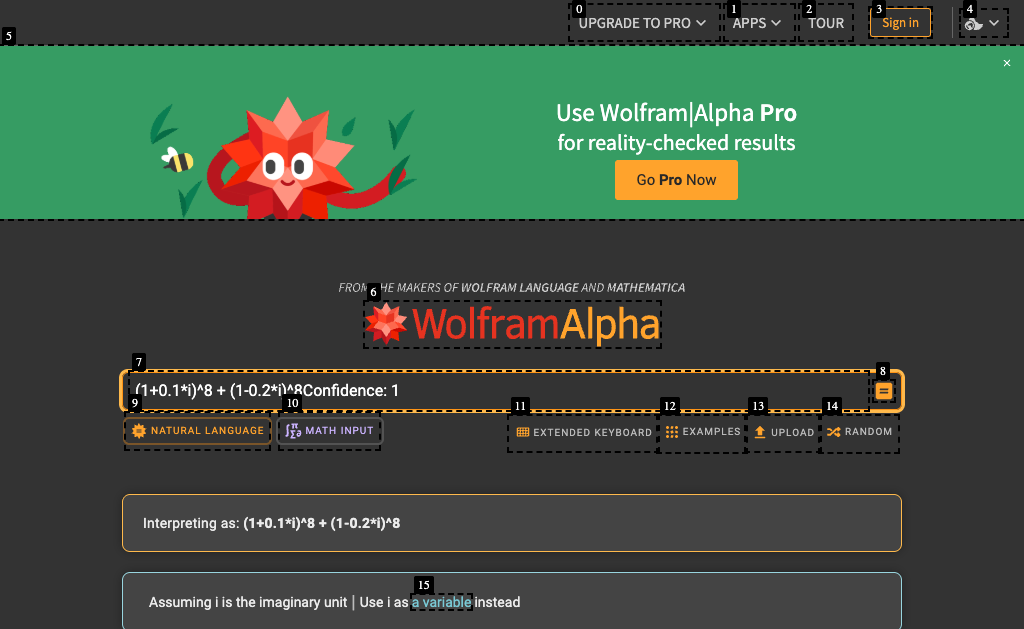 0
UPGRADE TO PRO
1
APPS
2
TOUR
3
Sign in
4
5
×
Use Wolfram|Alpha Pro
for reality-checked results
Go Pro Now
FROM THE MAKERS OF WOLFRAM LANGUAGE AND MATHEMATICA
6
WolframAlpha
7
8
(1+0.1*i)^8 + (1-0.2*i)^8Confidence: 1
=
9
NATURAL LANGUAGE
10
MATH INPUT
11
EXTENDED KEYBOARD
12
EXAMPLES
13
UPLOAD
14
RANDOM
Interpreting as: (1+0.1*i)^8 + (1-0.2*i)^8
15
Assuming i is the imaginary unit | Use i as a variable instead